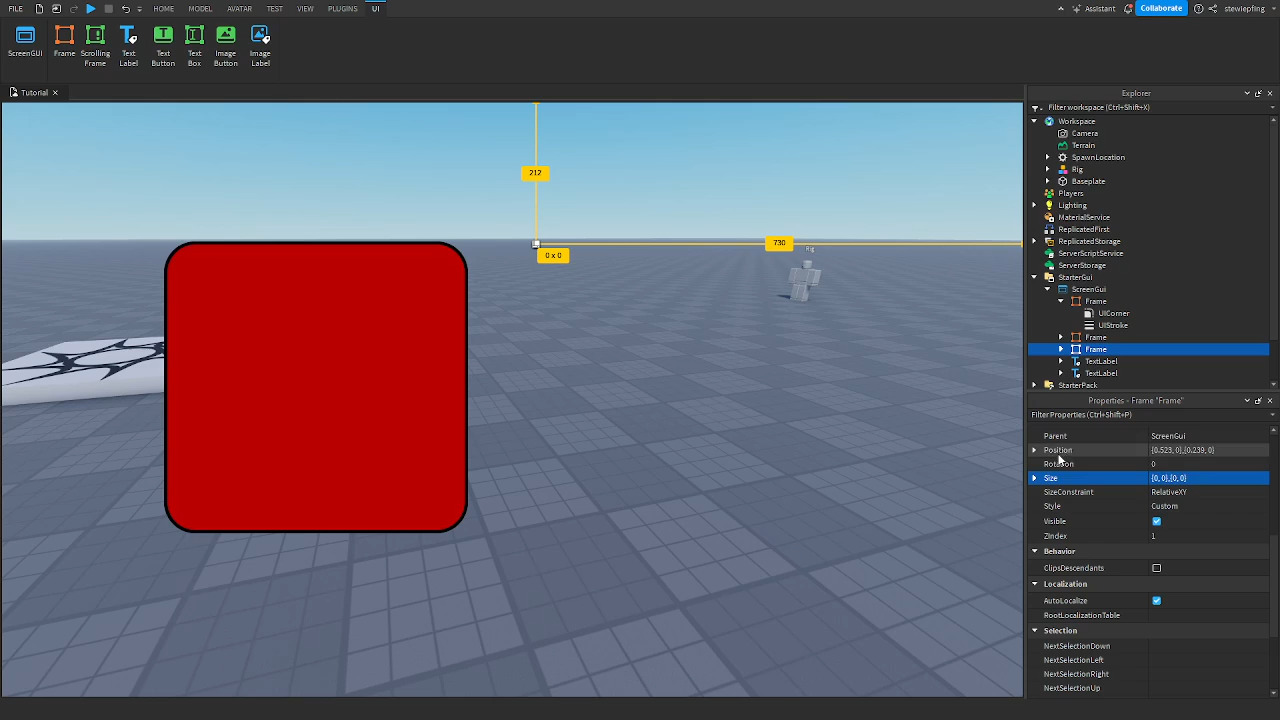 FILE HOME MODEL AVATAR TEST VIEW PLUGINS UI Assistant Collaborate stewiepfing
ScreenGUI Frame Scrolling Frame Text Label Text Button Text Box Image Button Image Label
Tutorial
Explorer
Filter workspace (Ctrl+Shift+X)
Workspace
Camera
Terrain
SpawnLocation
Rig
Baseplate
Players
Lighting
MaterialService
ReplicatedFirst
ReplicatedStorage
ServerScriptService
ServerStorage
StarterGui
ScreenGui
Frame
UICorner
UIStroke
Frame
Frame
TextLabel
TextLabel
StarterPack
212
730
0 x 0
Rig
Properties - Frame "Frame"
Filter Properties (Ctrl+Shift+P)
Parent ScreenGui
Position {0.523, 0},{0.239, 0}
Rotation 0
Size {0, 0},{0, 0}
SizeConstraint RelativeXY
Style Custom
Visible
ZIndex 1
Behavior
ClipsDescendants
Localization
AutoLocalize
RootLocalizationTable
Selection
NextSelectionDown
NextSelectionLeft
NextSelectionRight
NextSelectionUp